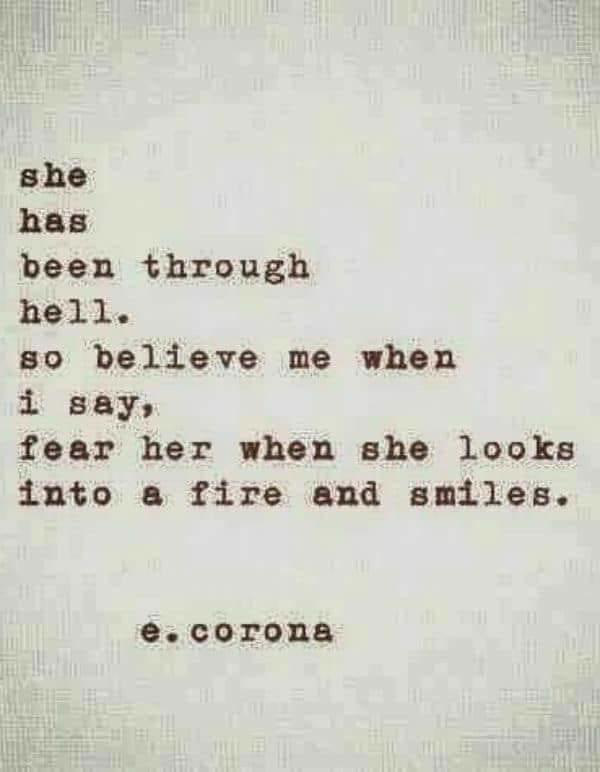 she
has
been through
hell.
so believe me when
i say,
fear her when she looks
into a fire and smiles.
e.corona